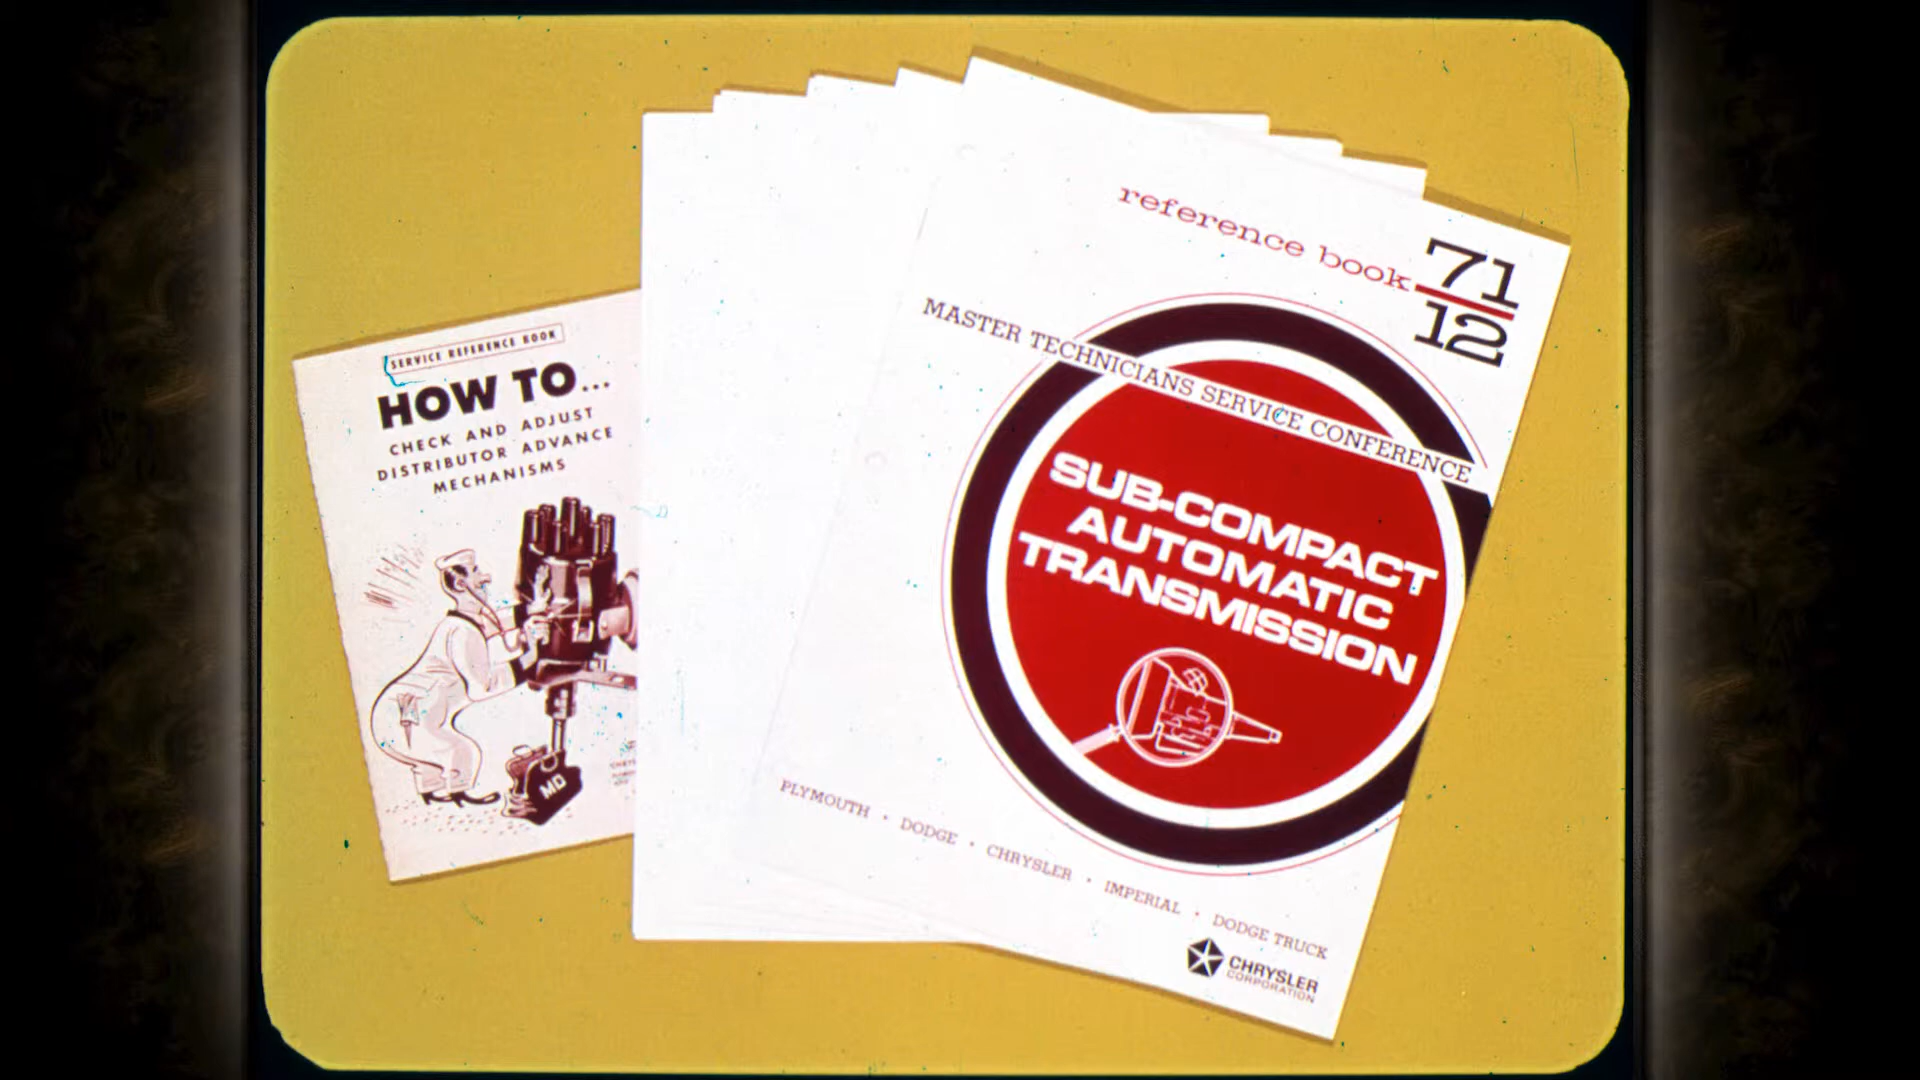 SERVICE REFERENCE BOOK
HOW TO...
CHECK AND ADJUST
DISTRIBUTOR ADVANCE
MECHANISMS
MD
reference book
71
12
MASTER TECHNICIANS SERVICE CONFERENCE
SUB-COMPACT
AUTOMATIC
TRANSMISSION
PLYMOUTH • DODGE • CHRYSLER • IMPERIAL • DODGE TRUCK
CHRYSLER
CORPORATION